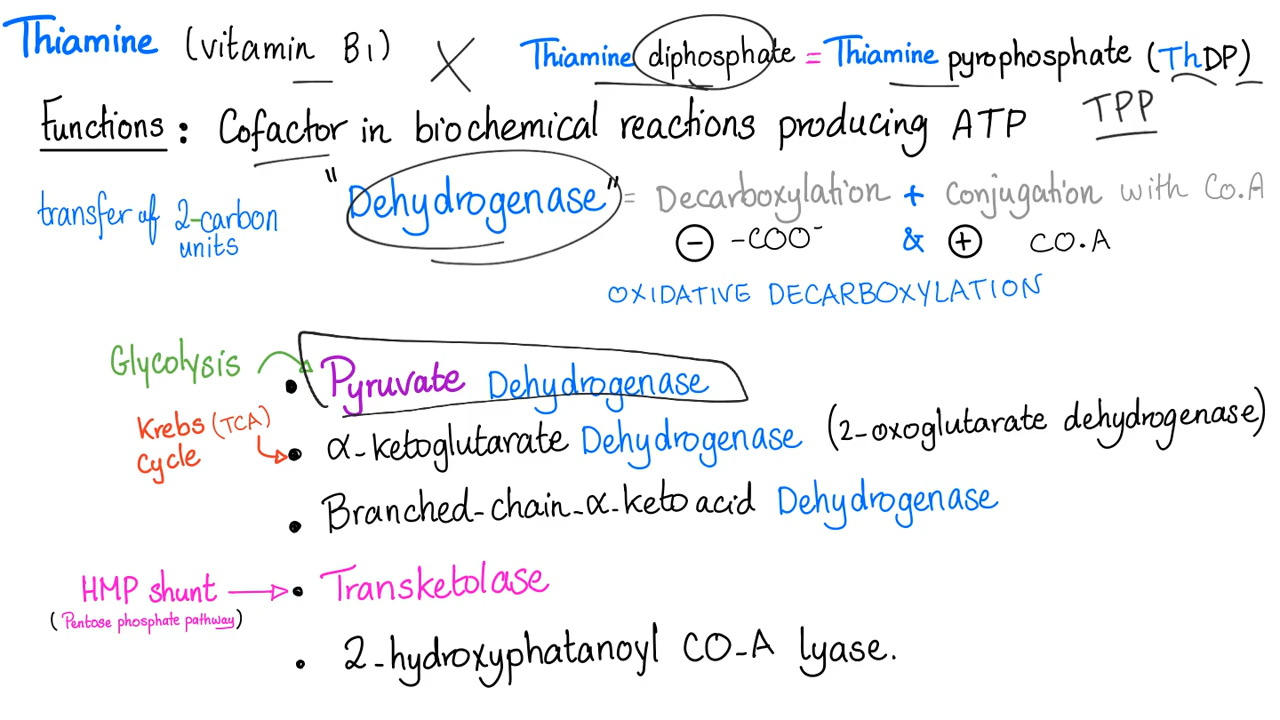 Thiamine (vitamin B1) X Thiamine diphosphate = Thiamine pyrophosphate (ThDP)
TPP
Functions: Cofactor in biochemical reactions producing ATP
"Dehydrogenase" = Decarboxylation + Conjugation with Co.A
transfer of 2-carbon units
- -COO- & + CO.A
OXIDATIVE DECARBOXYLATION
Glycolysis
• Pyruvate Dehydrogenase
Krebs (TCA) Cycle
• α-ketoglutarate Dehydrogenase (2-oxoglutarate dehydrogenase)
• Branched-chain-α-keto acid Dehydrogenase
HMP shunt
(Pentose phosphate pathway)
• Transketolase
• 2-hydroxyphatanoyl CO-A lyase.